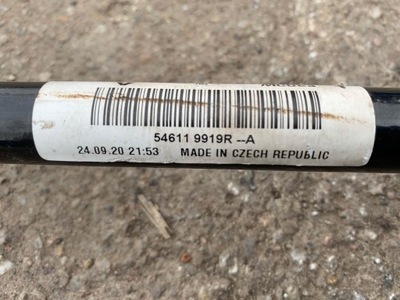 54611 9919R --A
24.09.20 21:53 MADE IN CZECH REPUBLIC